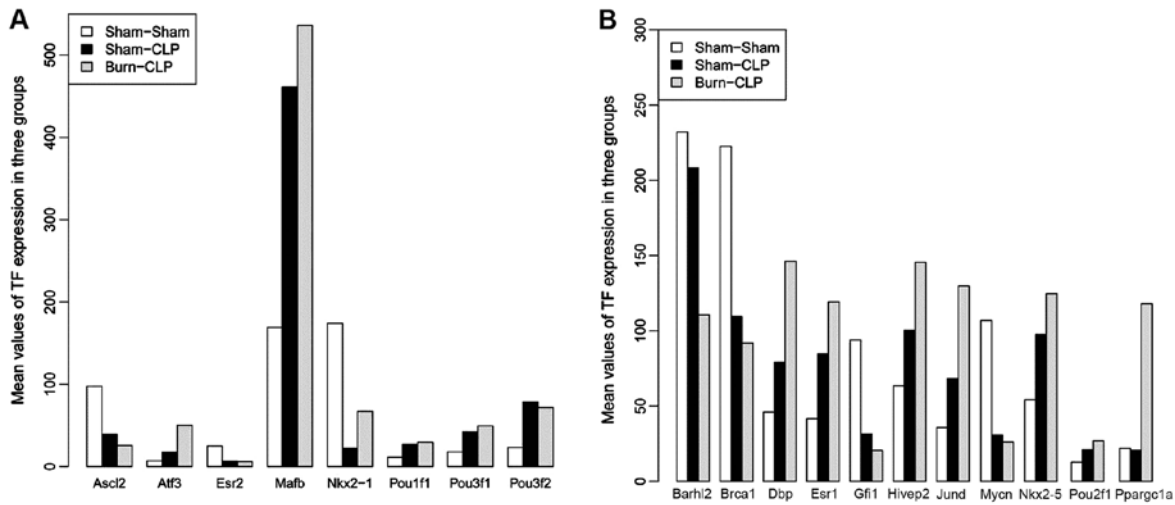 A
Sham-Sham
Sham-CLP
Burn-CLP
Mean values of TF expression in three groups
500
400
300
200
100
0
Ascl2 Atf3 Esr2 Mafb Nkx2-1 Pou1f1 Pou3f1 Pou3f2
B
Sham-Sham
Sham-CLP
Burn-CLP
Mean values of TF expression in three groups
300
250
200
150
100
50
0
Barhl2 Brca1 Dbp Esr1 Gfi1 Hivep2 Jund Mycn Nkx2-5 Pou2f1 Ppargc1a